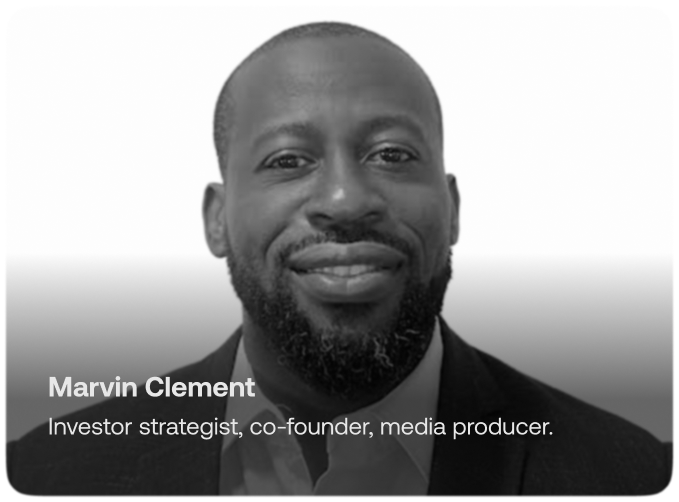 Marvin Clement
Investor strategist, co-founder, media producer.